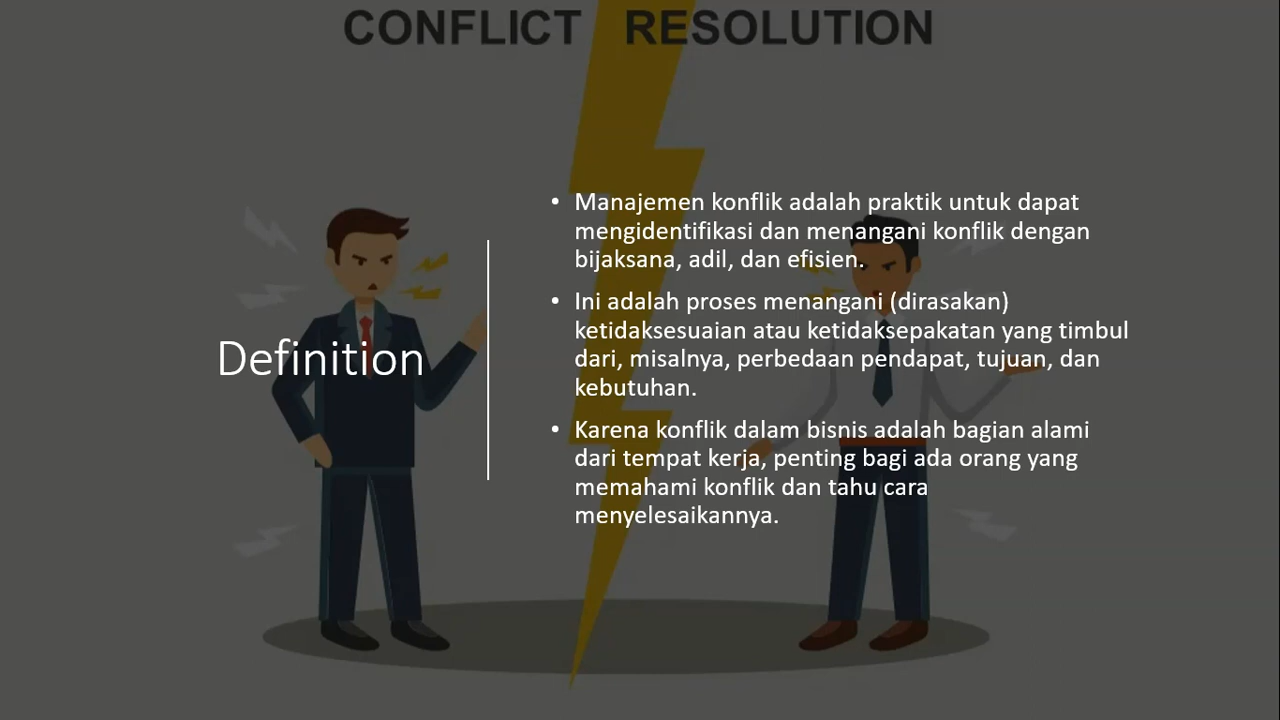 CONFLICT RESOLUTION
Definition
• Manajemen konflik adalah praktik untuk dapat
mengidentifikasi dan menangani konflik dengan
bijaksana, adil, dan efisien.
• Ini adalah proses menangani (dirasakan)
ketidaksesuaian atau ketidaksepakatan yang timbul
dari, misalnya, perbedaan pendapat, tujuan, dan
kebutuhan.
• Karena konflik dalam bisnis adalah bagian alami
dari tempat kerja, penting bagi ada orang yang
memahami konflik dan tahu cara
menyelesaikannya.